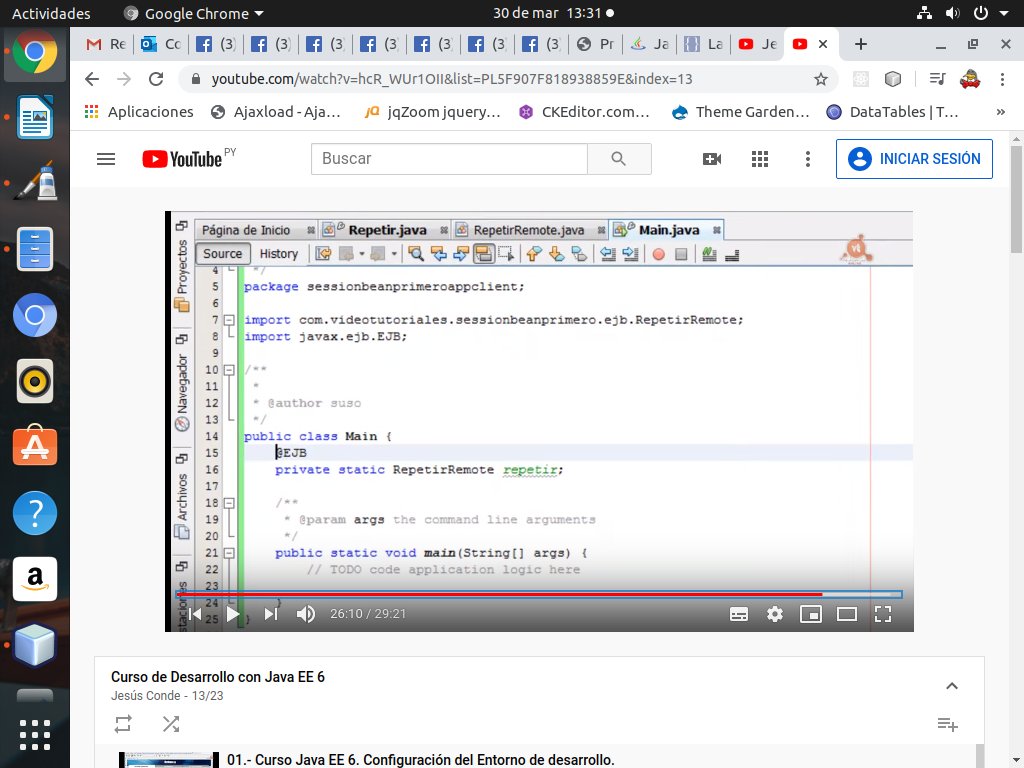 Actividades Google Chrome 30 de mar 13:31
Re Co (3) (3) (3) (3) (3) (3) (3) Pr Ja La Je
youtube.com/watch?v=hcR_WUr1OII&list=PL5F907F818938859E&index=13
Aplicaciones Ajaxload - Aja... jqZoom jquery... CKEditor.com... Theme Garden... DataTables | T... »
YouTube PY Buscar INICIAR SESIÓN
Página de Inicio Repetir.java RepetirRemote.java Main.java
Source History
Proyectos
Navegador
Archivos
4 */
5 package sessionbeanprimeroappclient;
6
7 import com.videotutoriales.sessionbeanprimero.ejb.RepetirRemote;
8 import javax.ejb.EJB;
9
10 /**
11 *
12 * @author suso
13 */
14 public class Main {
15 @EJB
16 private static RepetirRemote repetir;
17
18 /**
19 * @param args the command line arguments
20 */
21 public static void main(String[] args) {
22 // TODO code application logic here
23
24 }
25 }
26:10 / 29:21
Curso de Desarrollo con Java EE 6
Jesús Conde - 13/23
01.- Curso Java EE 6. Configuración del Entorno de desarrollo.